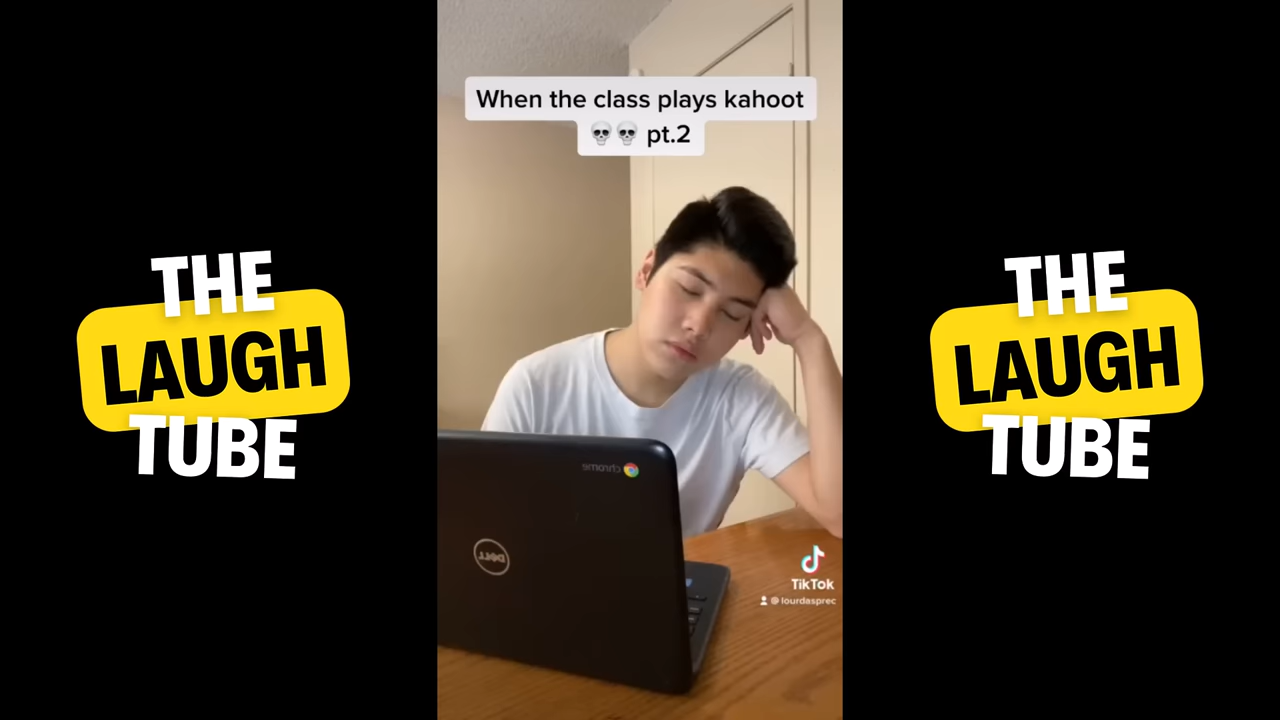 THE
LAUGH
TUBE
When the class plays kahoot
💀💀 pt.2
chrome
DELL
TikTok
@lourdasprec
THE
LAUGH
TUBE